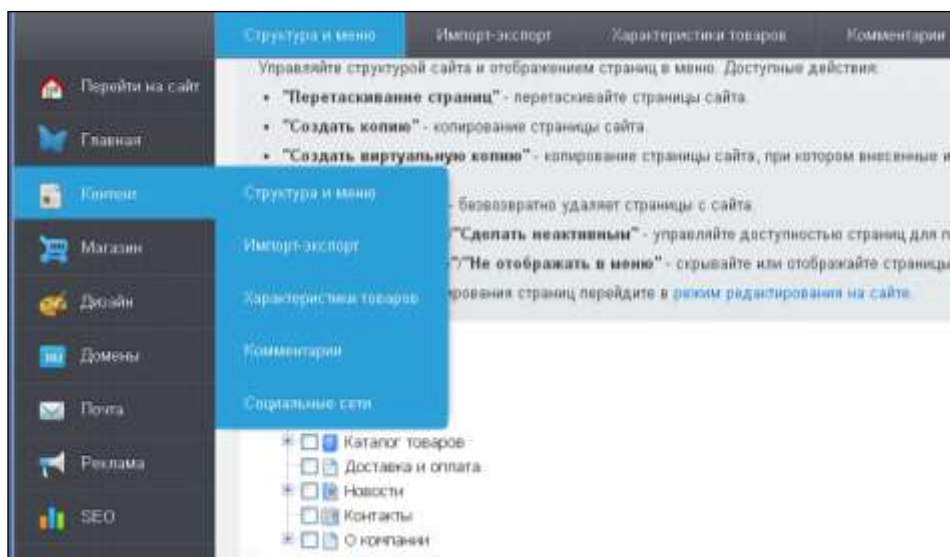 Структура и меню Импорт-экспорт Характеристики товаров Комментарии
Управляйте структурой сайта и отображением страниц в меню. Доступные действия:
• "Перетаскивание страниц" - перетаскивайте страницы сайта.
• "Создать копию" - копирование страницы сайта.
• "Создать виртуальную копию" - копирование страницы сайта, при котором внесенные и
- безвозвратно удаляет страницы с сайта.
/"Сделать неактивным" - управляйте доступностью страниц для п
"/"Не отображать в меню" - скрывайте или отображайте страницы
рования страниц перейдите в режим редактирования на сайте.
Перейти на сайт
Главная
Контент
Магазин
Дизайн
Домены
Почта
Реклама
SEO
Структура и меню
Импорт-экспорт
Характеристики товаров
Комментарии
Социальные сети
Каталог товаров
Доставка и оплата
Новости
Контакты
О компании